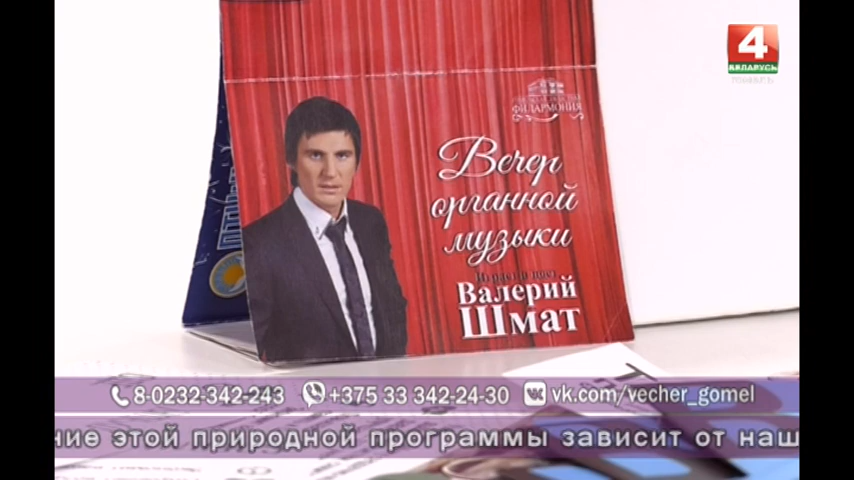 4
БЕЛАРУСЬ
ФИЛАРМОНИЯ
Вечер
органной
музыки
Валерий
Шмат
8-0232-342-243 +375 33 342-24-30 vk.com/vecher_gomel
ние этой природной программы зависит от наш